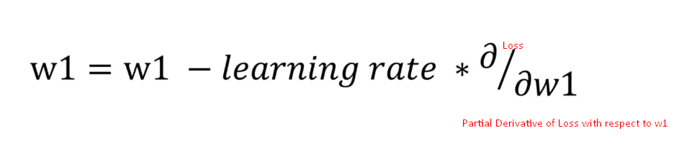 w1 = w1 − learning rate * ∂Loss/∂w1
Partial Derivative of Loss with respect to w1